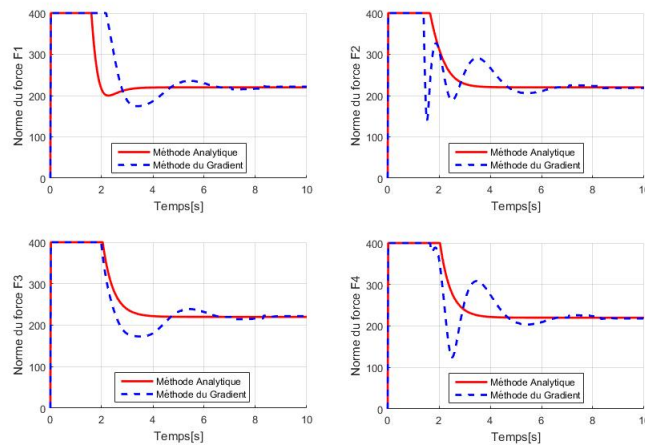 Norme du force F1
400
300
200
100
0
Méthode Analytique
Méthode du Gradient
0 2 4 6 8 10
Temps[s]
Norme du force F2
400
300
200
100
0
Méthode Analytique
Méthode du Gradient
0 2 4 6 8 10
Temps[s]
Norme du force F3
400
300
200
100
0
Méthode Analytique
Méthode du Gradient
0 2 4 6 8 10
Temps[s]
Norme du force F4
400
300
200
100
0
Méthode Analytique
Méthode du Gradient
0 2 4 6 8 10
Temps[s]